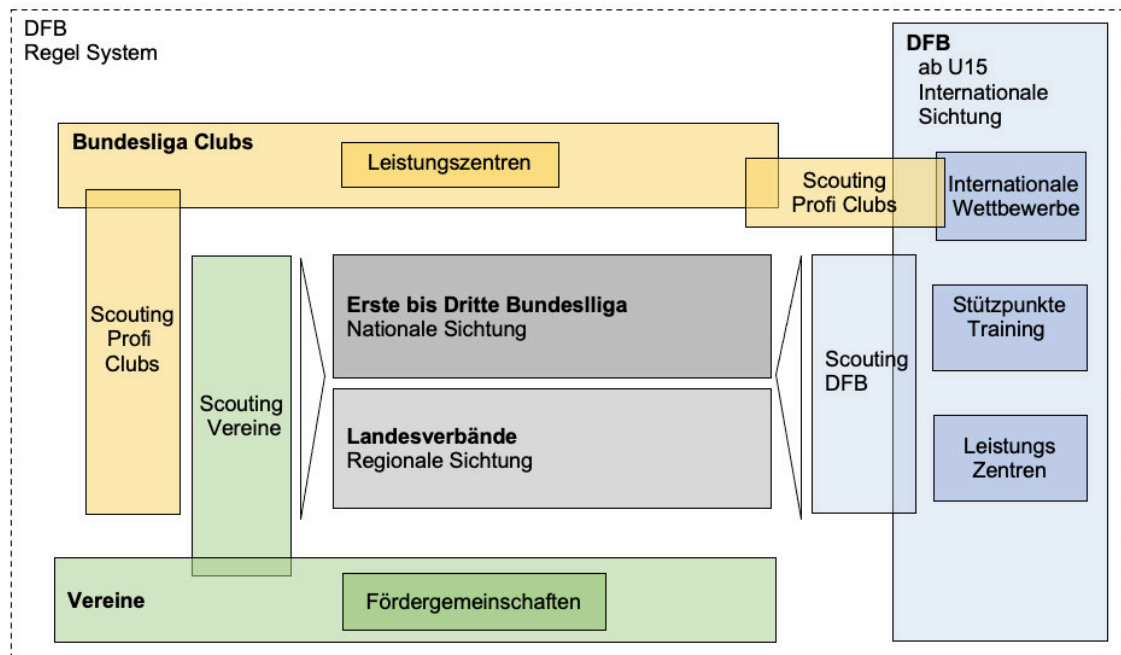 DFB
Regel System
DFB
ab U15
Internationale
Sichtung
Bundesliga Clubs
Leistungszentren
Scouting
Profi Clubs
Internationale
Wettbewerbe
Scouting
Profi
Clubs
Scouting
Vereine
Erste bis Dritte Bundeslliga
Nationale Sichtung
Landesverbände
Regionale Sichtung
Scouting
DFB
Stützpunkte
Training
Leistungs
Zentren
Vereine
Fördergemeinschaften